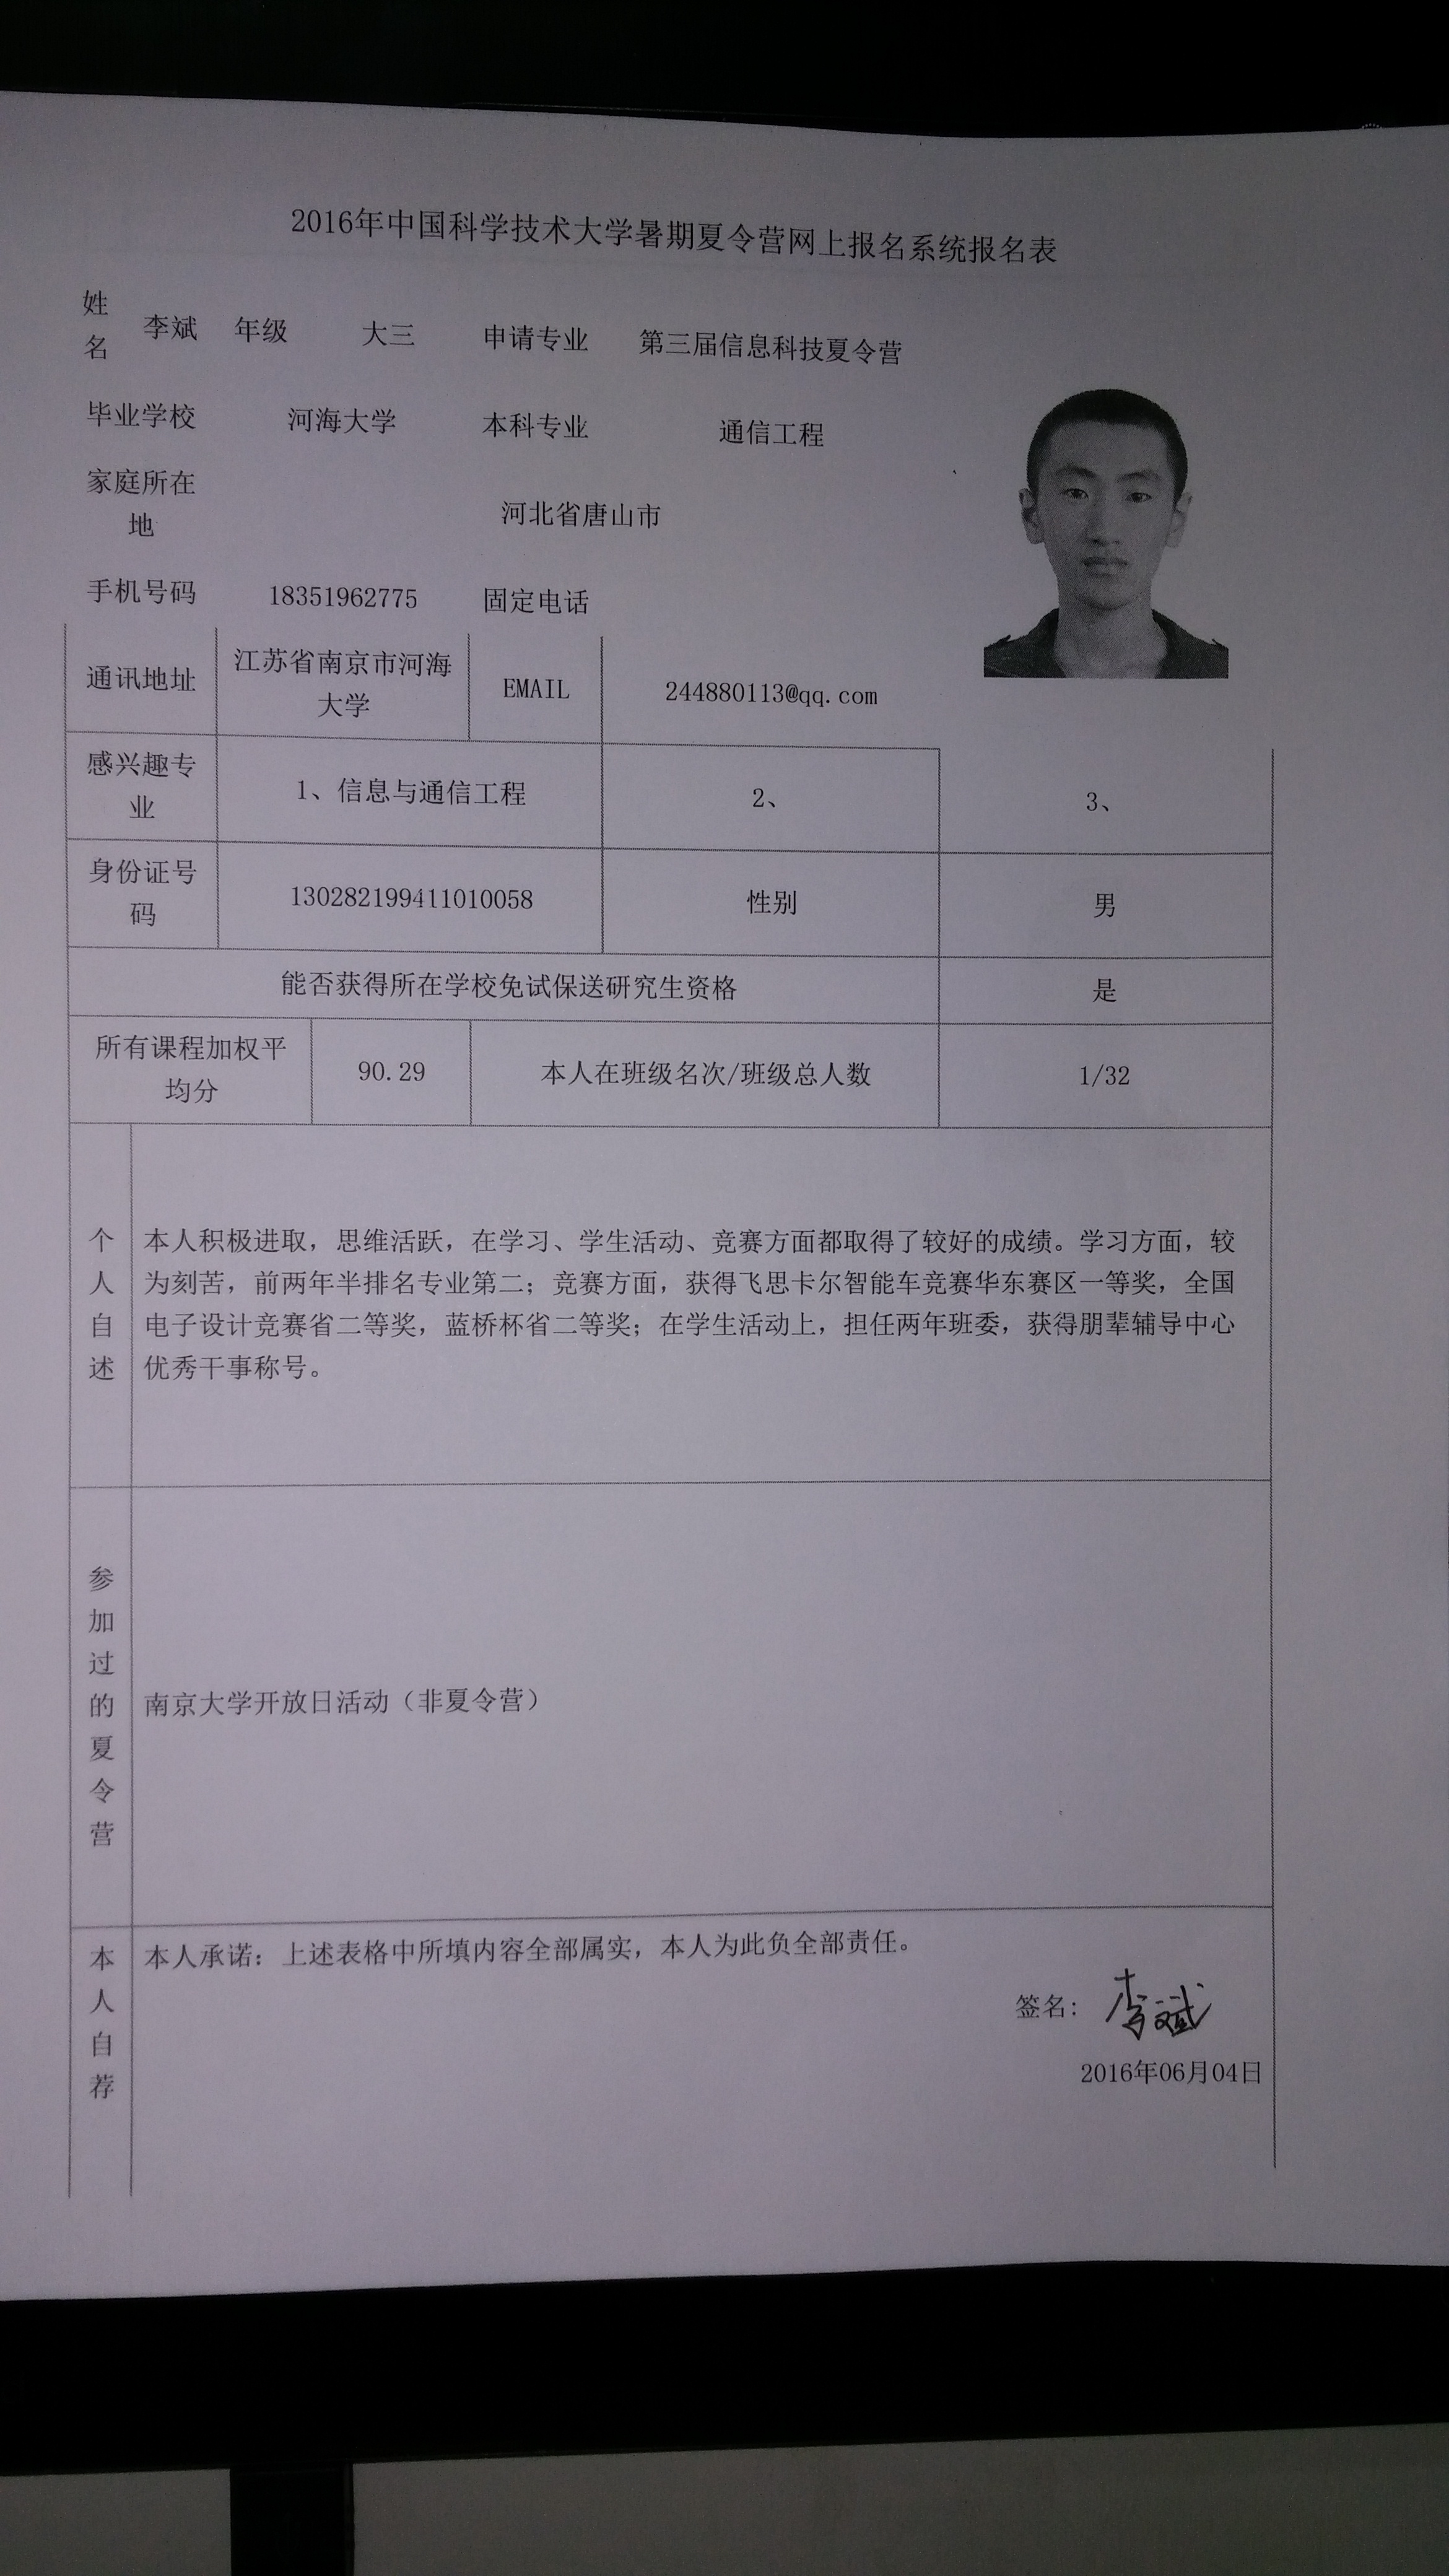 2016年中国科学技术大学暑期夏令营网上报名系统报名表
姓名 李斌 年级 大三 申请专业 第三届信息科技夏令营
毕业学校 河海大学 本科专业 通信工程
家庭所在地 河北省唐山市
手机号码 18351962775 固定电话
通讯地址 江苏省南京市河海大学 EMAIL 244880113@qq.com
感兴趣专业 1、信息与通信工程 2、 3、
身份证号码 130282199411010058 性别 男
能否获得所在学校免试保送研究生资格 是
所有课程加权平均分 90.29 本人在班级名次/班级总人数 1/32
个人自述
本人积极进取，思维活跃，在学习、学生活动、竞赛方面都取得了较好的成绩。学习方面，较
为刻苦，前两年半排名专业第二；竞赛方面，获得飞思卡尔智能车竞赛华东赛区一等奖，全国
电子设计竞赛省二等奖，蓝桥杯省二等奖；在学生活动上，担任两年班委，获得朋辈辅导中心
优秀干事称号。
参加过的夏令营
南京大学开放日活动（非夏令营）
本人自荐
本人承诺：上述表格中所填内容全部属实，本人为此负全部责任。
签名：李斌
2016年06月04日